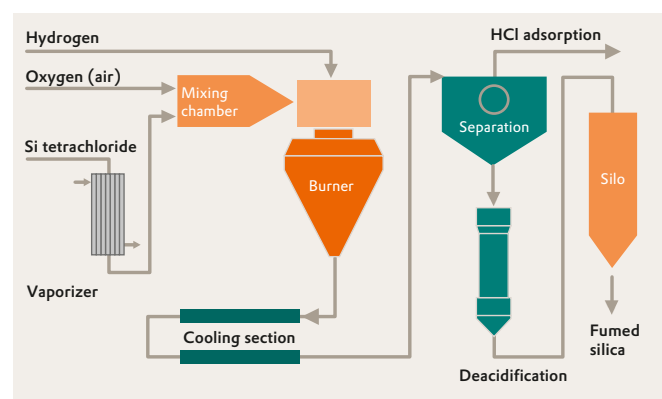 Hydrogen
HCl adsorption
Oxygen (air)
Mixing
chamber
Separation
Si tetrachloride
Burner
Silo
Vaporizer
Cooling section
Fumed
silica
Deacidification